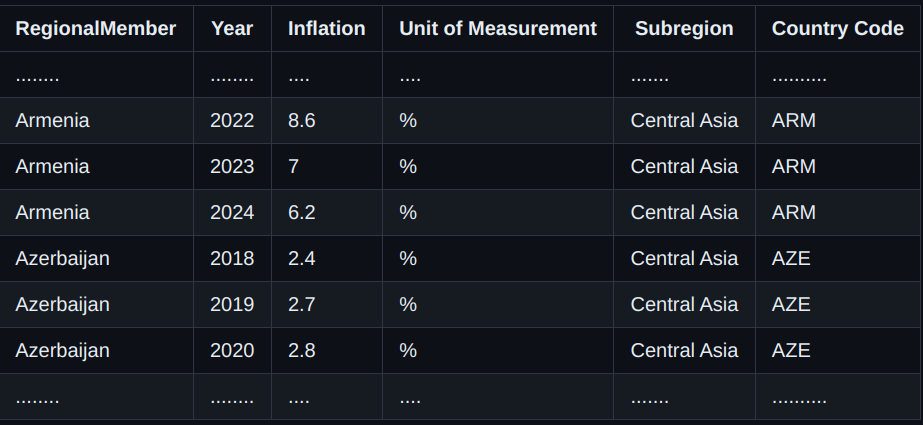 RegionalMember Year Inflation Unit of Measurement Subregion Country Code
........ ........ .... .... ....... ..........
Armenia 2022 8.6 % Central Asia ARM
Armenia 2023 7 % Central Asia ARM
Armenia 2024 6.2 % Central Asia ARM
Azerbaijan 2018 2.4 % Central Asia AZE
Azerbaijan 2019 2.7 % Central Asia AZE
Azerbaijan 2020 2.8 % Central Asia AZE
........ ........ .... .... ....... ..........